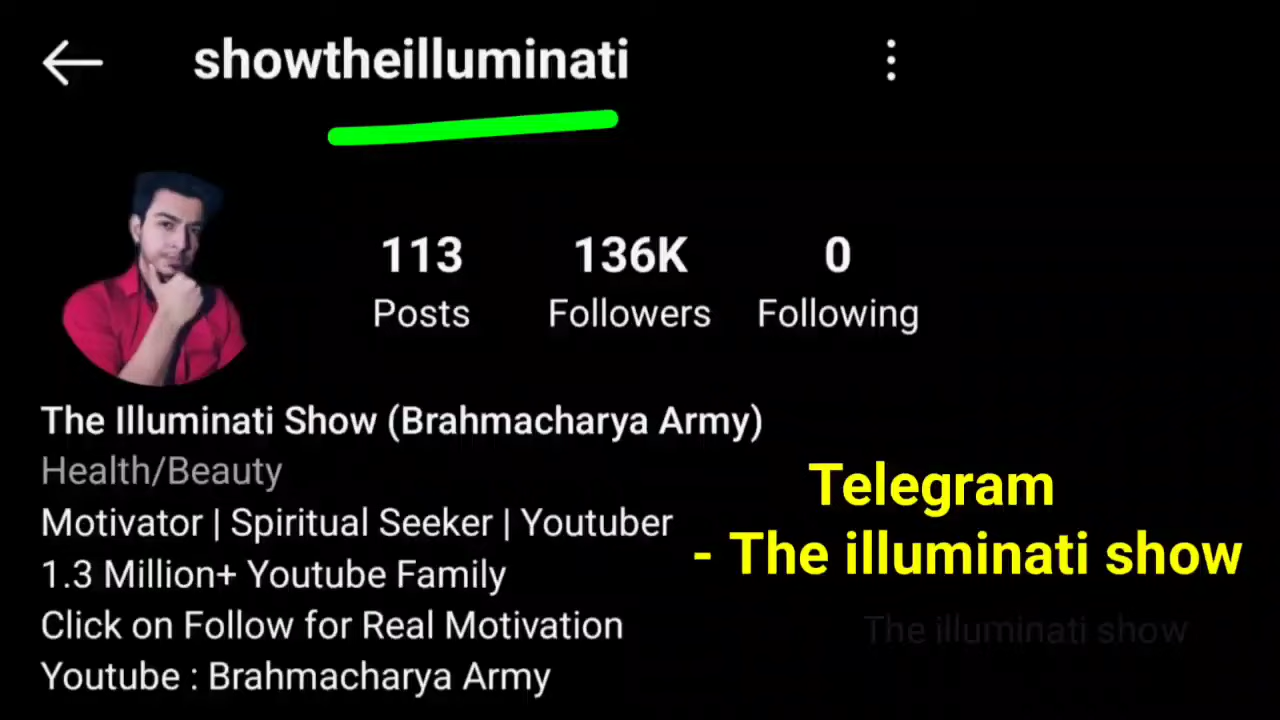 showtheilluminati
113 136K 0
Posts Followers Following
The Illuminati Show (Brahmacharya Army)
Health/Beauty
Motivator | Spiritual Seeker | Youtuber
1.3 Million+ Youtube Family
Click on Follow for Real Motivation
Youtube : Brahmacharya Army
Telegram
- The illuminati show
The illuminati show